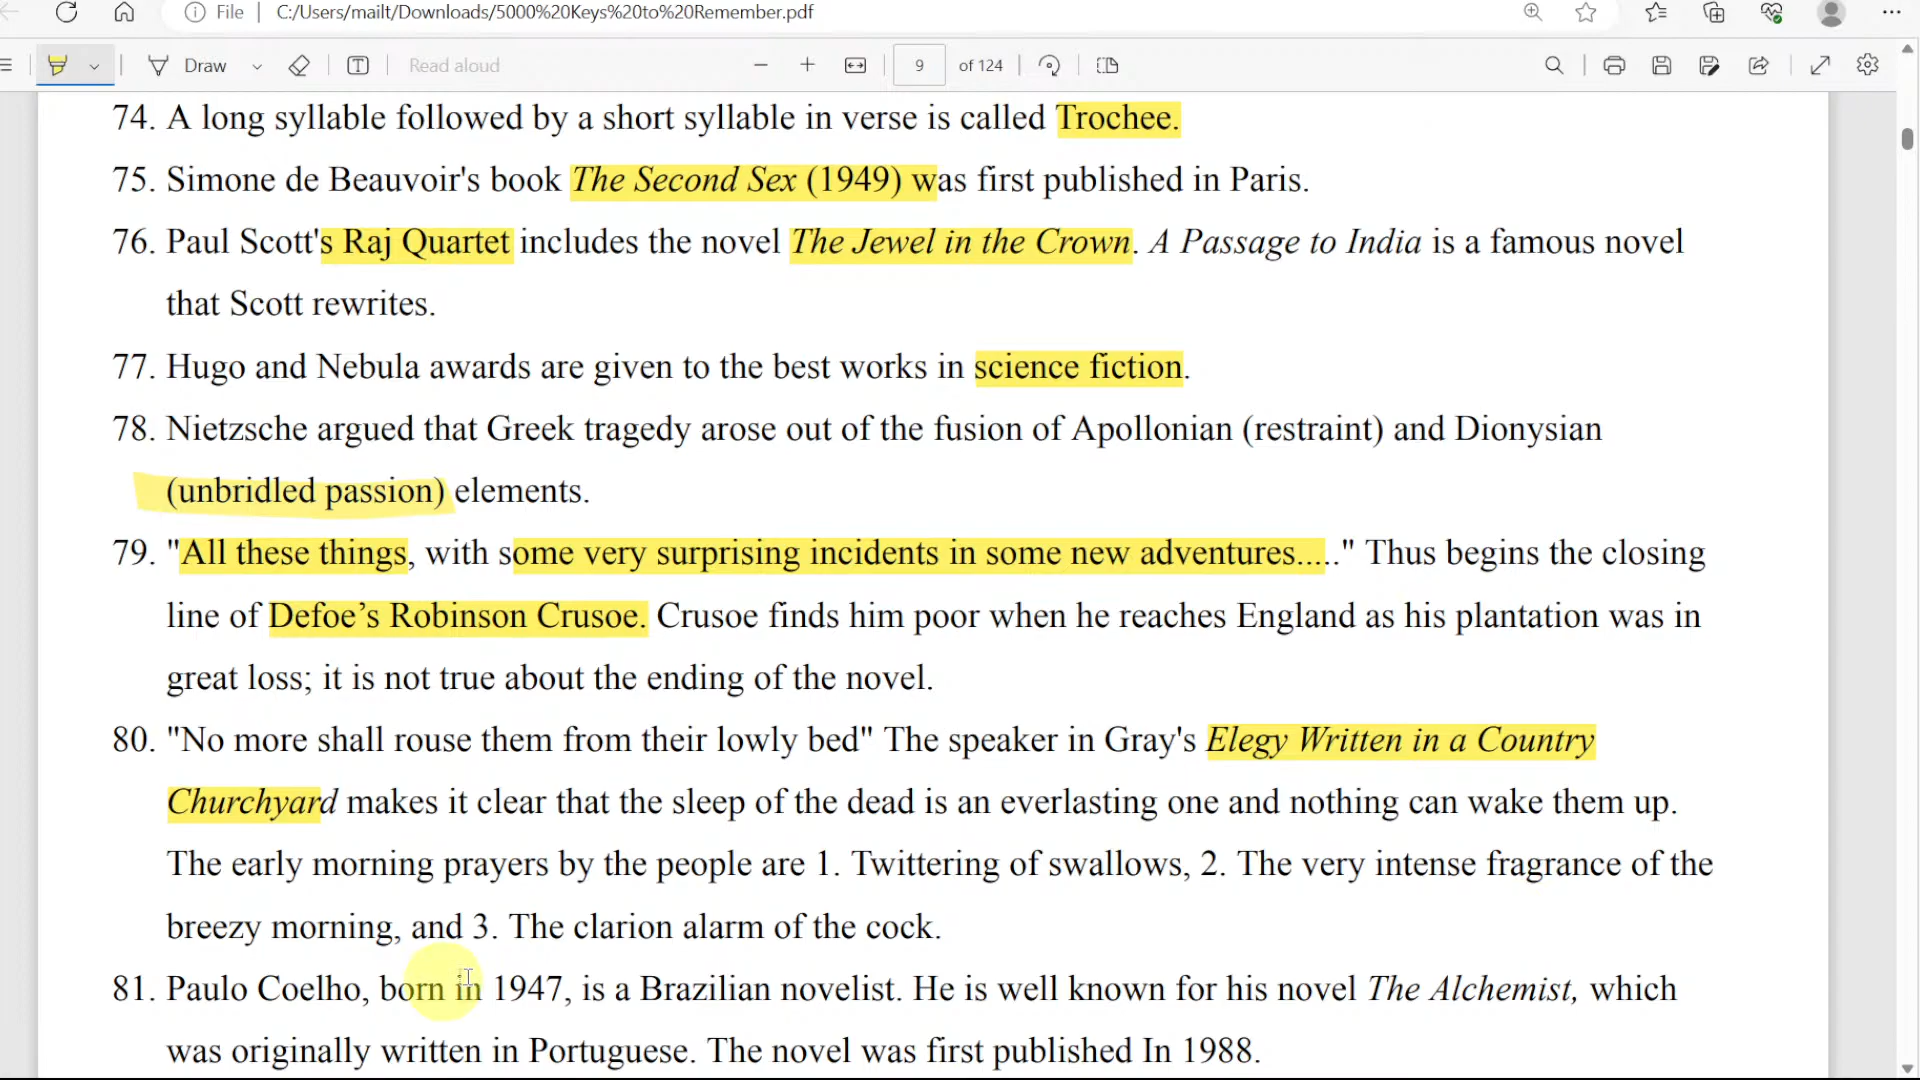 File
C:/Users/mailt/Downloads/5000%20Keys%20to%20Remember.pdf
Draw
Read aloud
9 of 124
74. A long syllable followed by a short syllable in verse is called Trochee.
75. Simone de Beauvoir's book The Second Sex (1949) was first published in Paris.
76. Paul Scott's Raj Quartet includes the novel The Jewel in the Crown. A Passage to India is a famous novel
that Scott rewrites.
77. Hugo and Nebula awards are given to the best works in science fiction.
78. Nietzsche argued that Greek tragedy arose out of the fusion of Apollonian (restraint) and Dionysian
(unbridled passion) elements.
79. "All these things, with some very surprising incidents in some new adventures......" Thus begins the closing
line of Defoe’s Robinson Crusoe. Crusoe finds him poor when he reaches England as his plantation was in
great loss; it is not true about the ending of the novel.
80. "No more shall rouse them from their lowly bed" The speaker in Gray's Elegy Written in a Country
Churchyard makes it clear that the sleep of the dead is an everlasting one and nothing can wake them up.
The early morning prayers by the people are 1. Twittering of swallows, 2. The very intense fragrance of the
breezy morning, and 3. The clarion alarm of the cock.
81. Paulo Coelho, born in 1947, is a Brazilian novelist. He is well known for his novel The Alchemist, which
was originally written in Portuguese. The novel was first published In 1988.